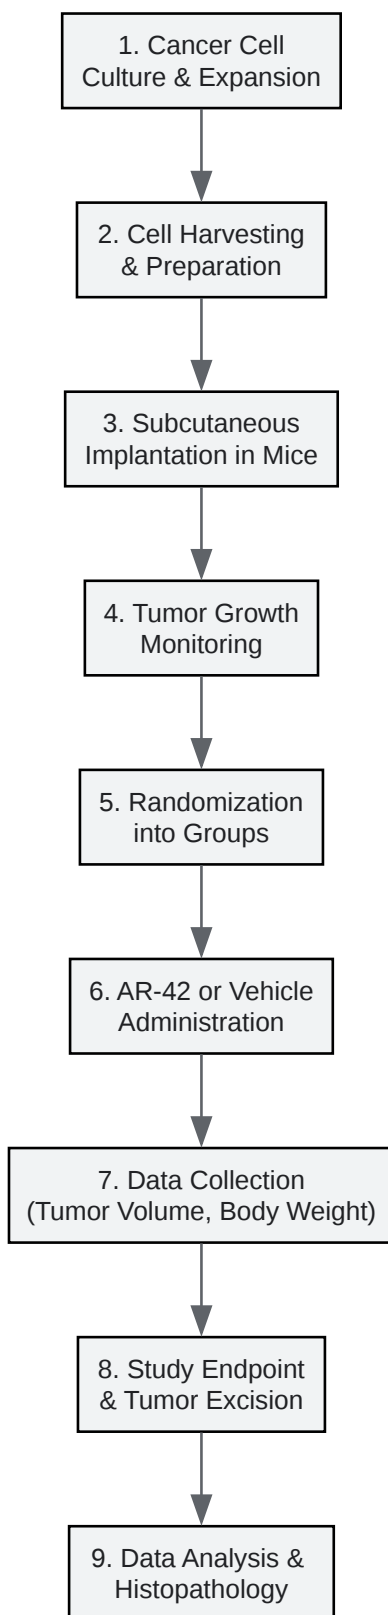 1. Cancer Cell
Culture & Expansion
2. Cell Harvesting
& Preparation
3. Subcutaneous
Implantation in Mice
4. Tumor Growth
Monitoring
5. Randomization
into Groups
6. AR-42 or Vehicle
Administration
7. Data Collection
(Tumor Volume, Body Weight)
8. Study Endpoint
& Tumor Excision
9. Data Analysis &
Histopathology